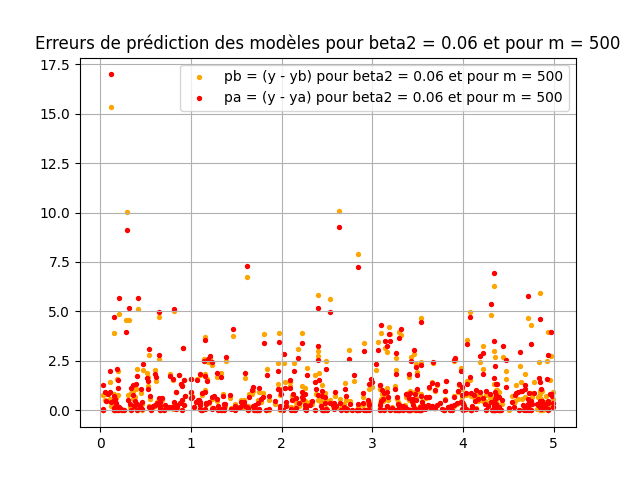 Erreurs de prédiction des modèles pour beta2 = 0.06 et pour m = 500
17.5
15.0
12.5
10.0
7.5
5.0
2.5
0.0
pb = (y - yb) pour beta2 = 0.06 et pour m = 500
pa = (y - ya) pour beta2 = 0.06 et pour m = 500
0 1 2 3 4 5